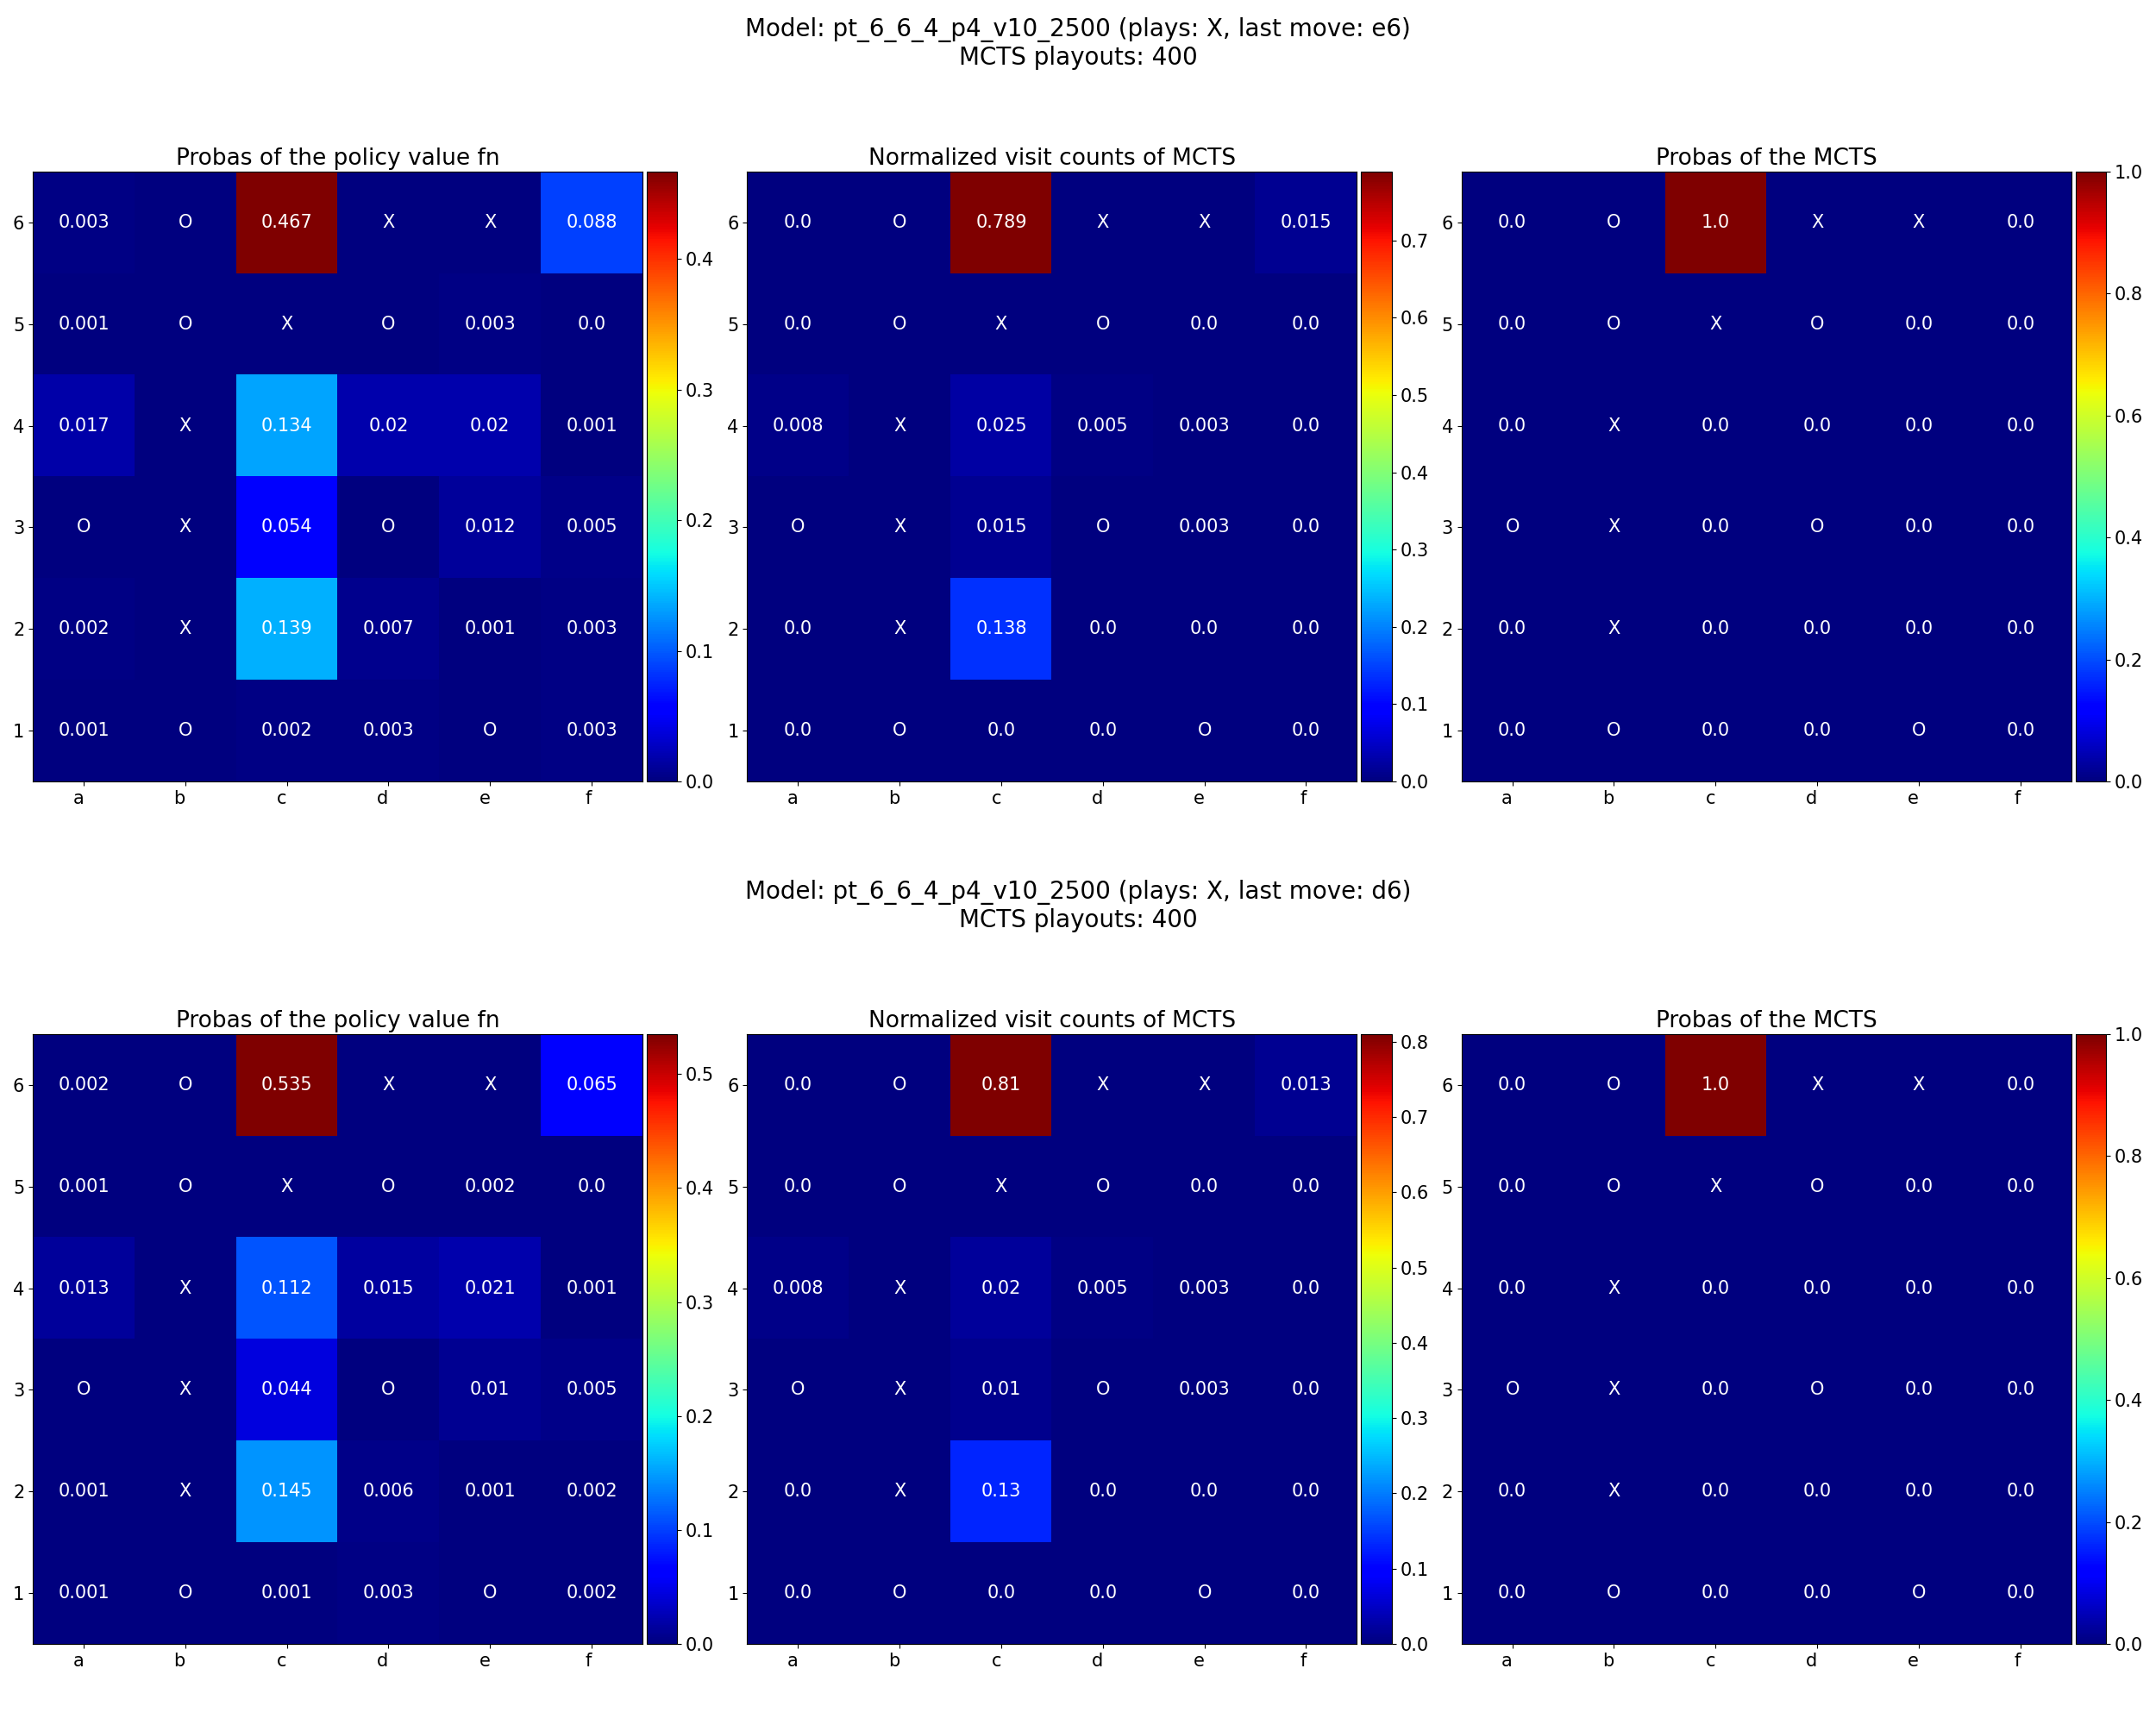 Model: pt_6_6_4_p4_v10_2500 (plays: X, last move: e6)
MCTS playouts: 400
Probas of the policy value fn
6 0.003 O 0.467 X X 0.088
5 0.001 O X O 0.003 0.0
4 0.017 X 0.134 0.02 0.02 0.001
3 O X 0.054 O 0.012 0.005
2 0.002 X 0.139 0.007 0.001 0.003
1 0.001 O 0.002 0.003 O 0.003
a b c d e f
0.4
0.3
0.2
0.1
0.0
Normalized visit counts of MCTS
6 0.0 O 0.789 X X 0.015
5 0.0 O X O 0.0 0.0
4 0.008 X 0.025 0.005 0.003 0.0
3 O X 0.015 O 0.003 0.0
2 0.0 X 0.138 0.0 0.0 0.0
1 0.0 O 0.0 0.0 O 0.0
a b c d e f
0.7
0.6
0.5
0.4
0.3
0.2
0.1
0.0
Probas of the MCTS
6 0.0 O 1.0 X X 0.0
5 0.0 O X O 0.0 0.0
4 0.0 X 0.0 0.0 0.0 0.0
3 O X 0.0 O 0.0 0.0
2 0.0 X 0.0 0.0 0.0 0.0
1 0.0 O 0.0 0.0 O 0.0
a b c d e f
1.0
0.8
0.6
0.4
0.2
0.0
Model: pt_6_6_4_p4_v10_2500 (plays: X, last move: d6)
MCTS playouts: 400
Probas of the policy value fn
6 0.002 O 0.535 X X 0.065
5 0.001 O X O 0.002 0.0
4 0.013 X 0.112 0.015 0.021 0.001
3 O X 0.044 O 0.01 0.005
2 0.001 X 0.145 0.006 0.001 0.002
1 0.001 O 0.001 0.003 O 0.002
a b c d e f
0.5
0.4
0.3
0.2
0.1
0.0
Normalized visit counts of MCTS
6 0.0 O 0.81 X X 0.013
5 0.0 O X O 0.0 0.0
4 0.008 X 0.02 0.005 0.003 0.0
3 O X 0.01 O 0.003 0.0
2 0.0 X 0.13 0.0 0.0 0.0
1 0.0 O 0.0 0.0 O 0.0
a b c d e f
0.8
0.7
0.6
0.5
0.4
0.3
0.2
0.1
0.0
Probas of the MCTS
6 0.0 O 1.0 X X 0.0
5 0.0 O X O 0.0 0.0
4 0.0 X 0.0 0.0 0.0 0.0
3 O X 0.0 O 0.0 0.0
2 0.0 X 0.0 0.0 0.0 0.0
1 0.0 O 0.0 0.0 O 0.0
a b c d e f
1.0
0.8
0.6
0.4
0.2
0.0